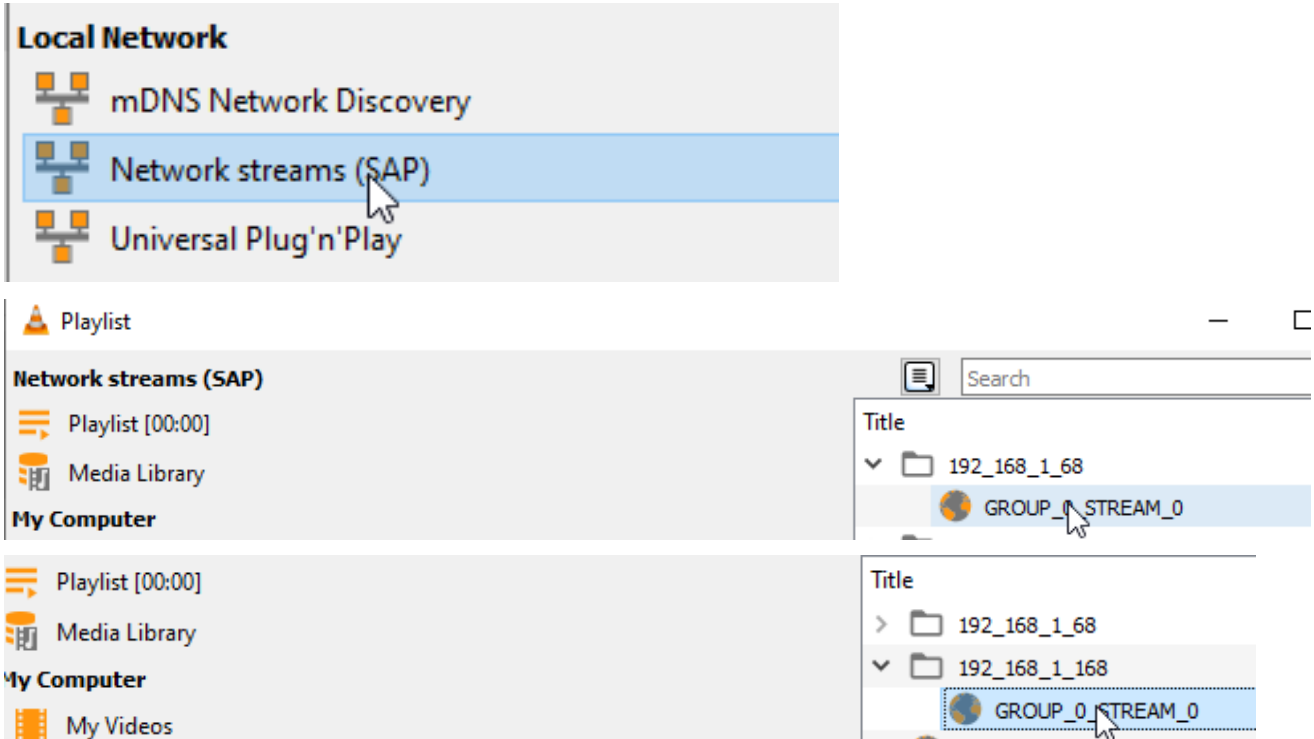 Local Network
mDNS Network Discovery
Network streams (SAP)
Universal Plug'n'Play
Playlist
Network streams (SAP)
Search
Playlist [00:00]
Title
Media Library
192_168_1_68
My Computer
GROUP_0_STREAM_0
Playlist [00:00]
Title
Media Library
192_168_1_68
My Computer
192_168_1_168
My Videos
GROUP_0_STREAM_0